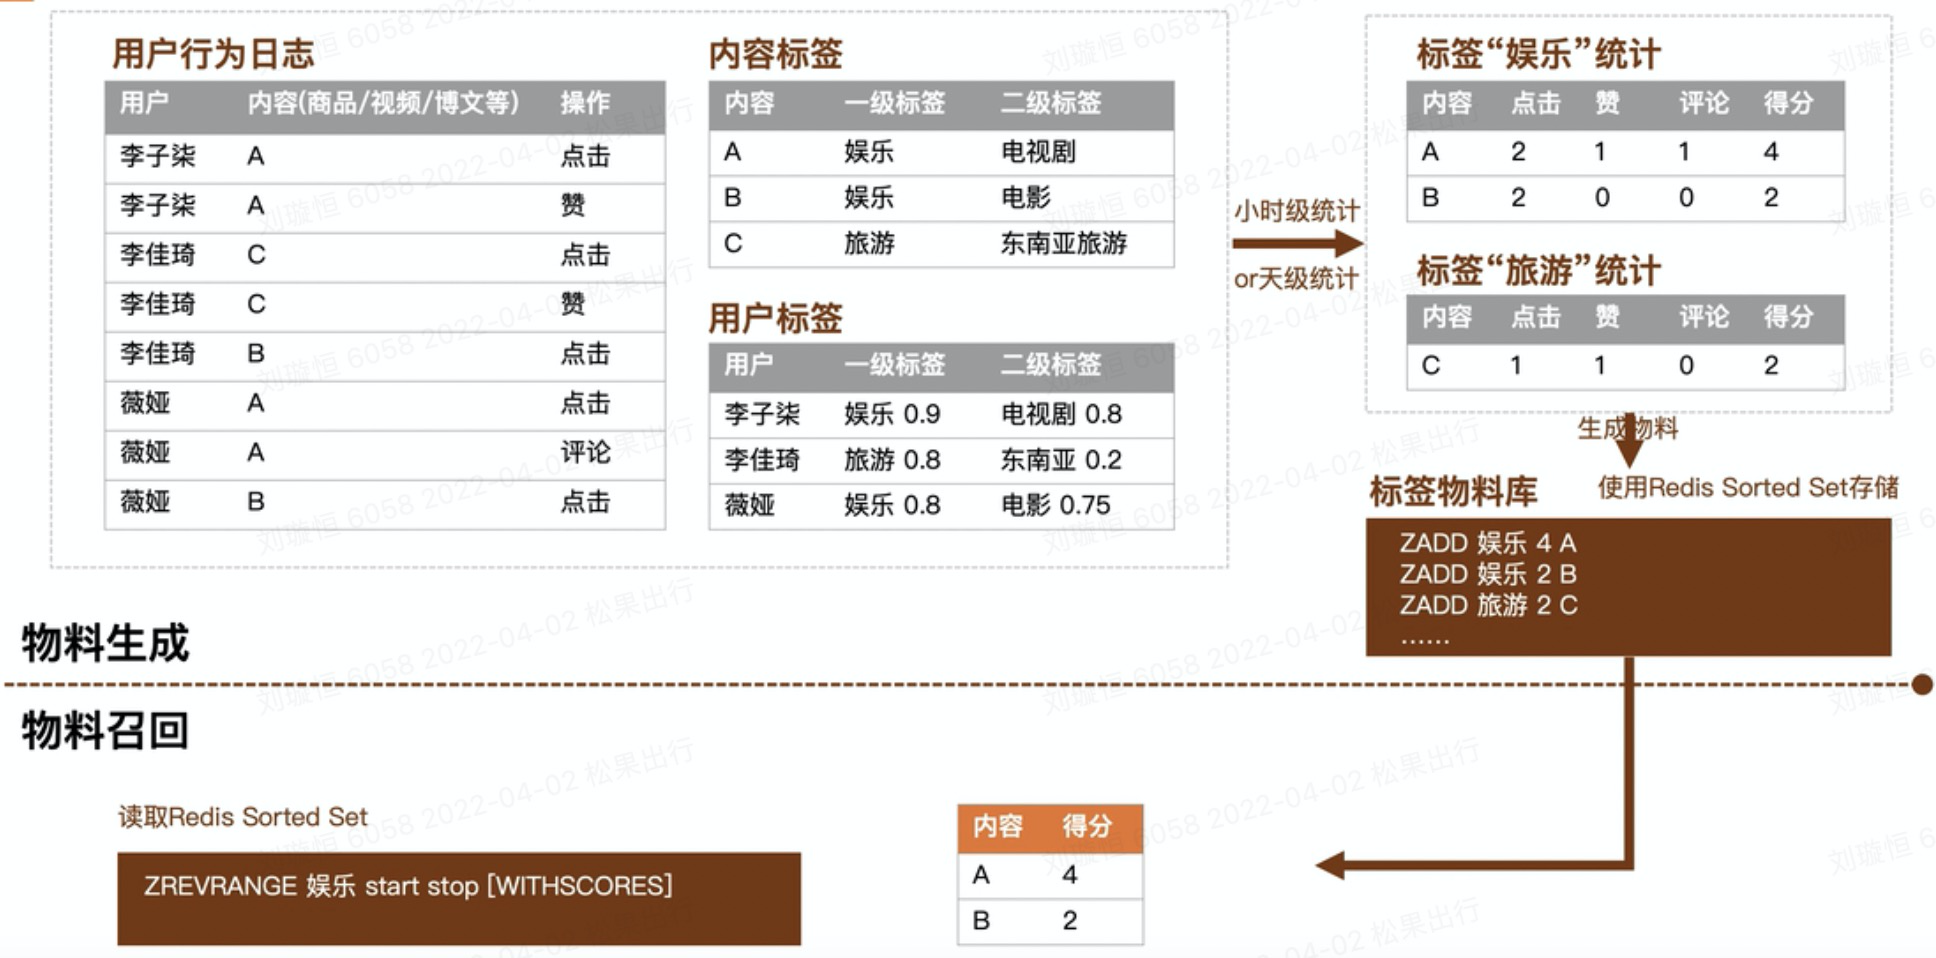 用户行为日志
用户 内容(商品/视频/博文等) 操作
李子柒 A 点击
李子柒 A 赞
李佳琦 C 点击
李佳琦 C 赞
李佳琦 B 点击
薇娅 A 点击
薇娅 A 评论
薇娅 B 点击
内容标签
内容 一级标签 二级标签
A 娱乐 电视剧
B 娱乐 电影
C 旅游 东南亚旅游
用户标签
用户 一级标签 二级标签
李子柒 娱乐 0.9 电视剧 0.8
李佳琦 旅游 0.8 东南亚 0.2
薇娅 娱乐 0.8 电影 0.75
小时级统计
or天级统计
标签“娱乐”统计
内容 点击 赞 评论 得分
A 2 1 1 4
B 2 0 0 2
标签“旅游”统计
内容 点击 赞 评论 得分
C 1 1 0 2
生成物料
标签物料库 使用Redis Sorted Set存储
ZADD 娱乐 4 A
ZADD 娱乐 2 B
ZADD 旅游 2 C
......
物料生成
物料召回
读取Redis Sorted Set
ZREVRANGE 娱乐 start stop [WITHSCORES]
内容 得分
A 4
B 2
刘璇恒 6058 2022-04-02 松果出行